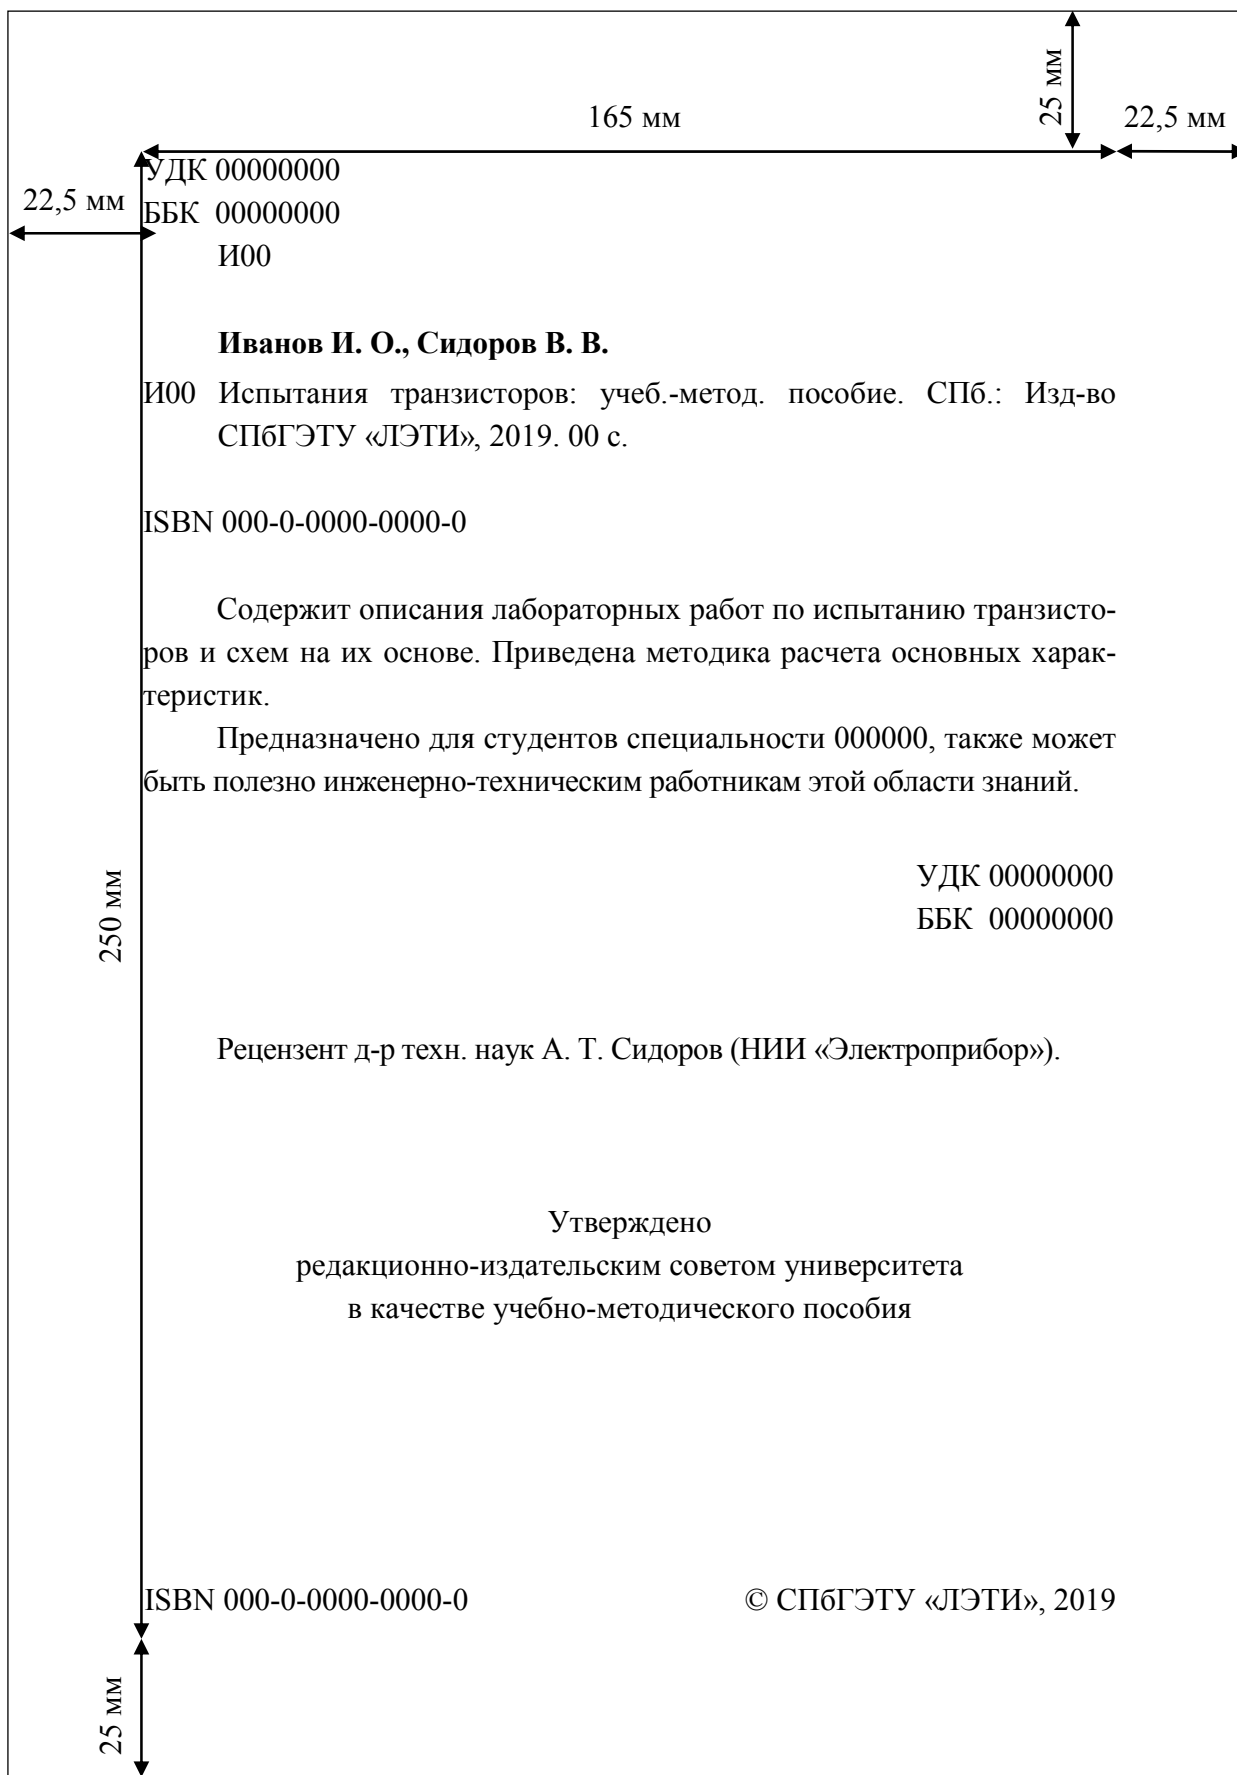 25 мм
165 мм
22,5 мм
УДК 00000000
22,5 мм
ББК 00000000
И00
Иванов И. О., Сидоров В. В.
И00 Испытания транзисторов: учеб.-метод. пособие. СПб.: Изд-во
СПбГЭТУ «ЛЭТИ», 2019. 00 с.
ISBN 000-0-0000-0000-0
Содержит описания лабораторных работ по испытанию транзисто-
ров и схем на их основе. Приведена методика расчета основных харак-
теристик.
Предназначено для студентов специальности 000000, также может
быть полезно инженерно-техническим работникам этой области знаний.
УДК 00000000
ББК 00000000
250 мм
Рецензент д-р техн. наук А. Т. Сидоров (НИИ «Электроприбор»).
Утверждено
редакционно-издательским советом университета
в качестве учебно-методического пособия
ISBN 000-0-0000-0000-0 © СПбГЭТУ «ЛЭТИ», 2019
25 мм